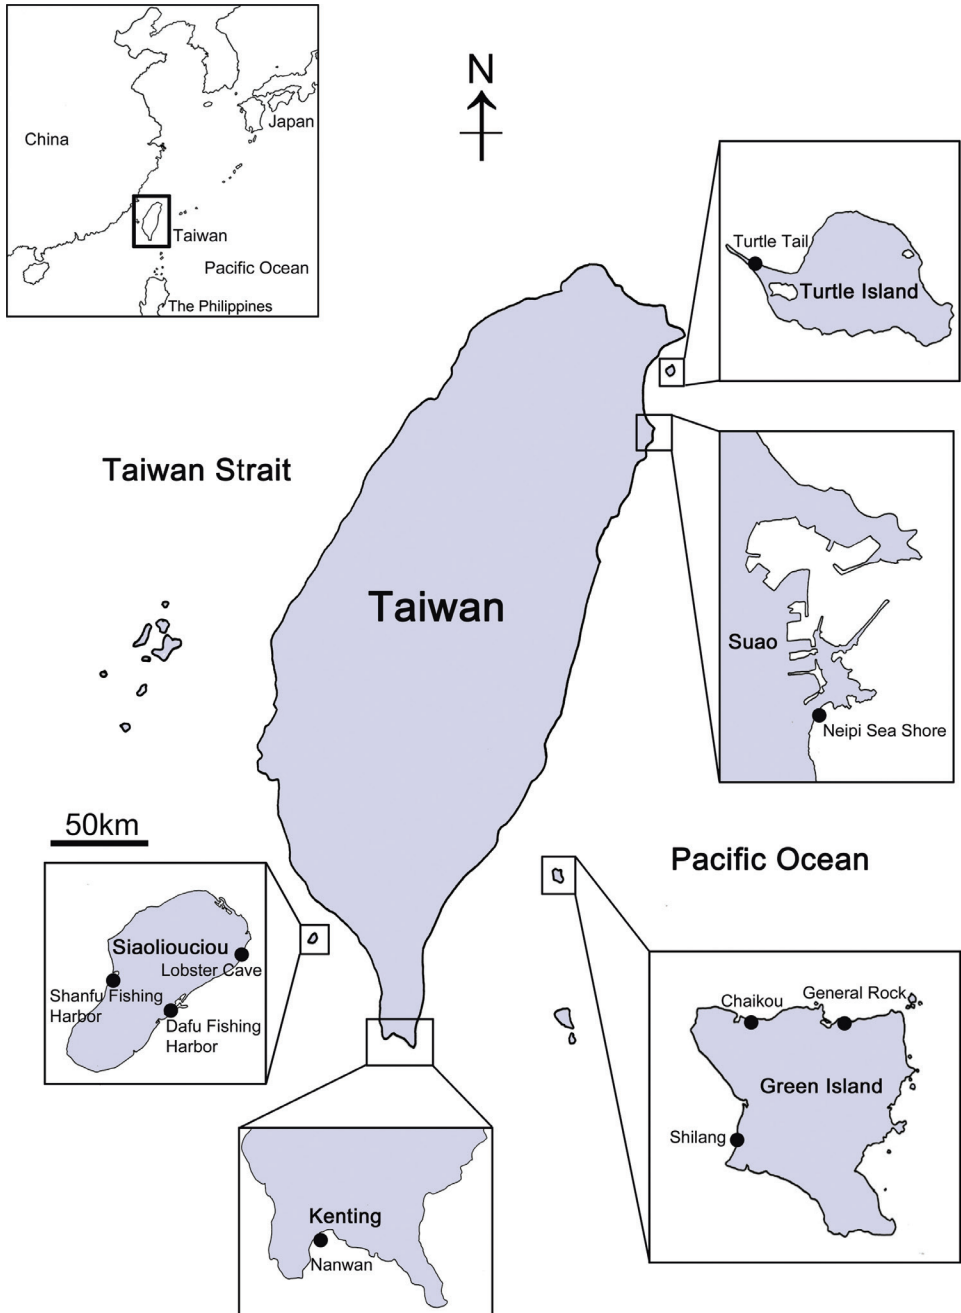 N
China
Japan
Taiwan
Pacific Ocean
The Philippines
Turtle Tail
Turtle Island
Taiwan Strait
Taiwan
Suao
Neipi Sea Shore
50km
Pacific Ocean
Siaoliouciou
Lobster Cave
Shanfu Fishing
Harbor
Dafu Fishing
Harbor
Chaikou
General Rock
Green Island
Shilang
Kenting
Nanwan